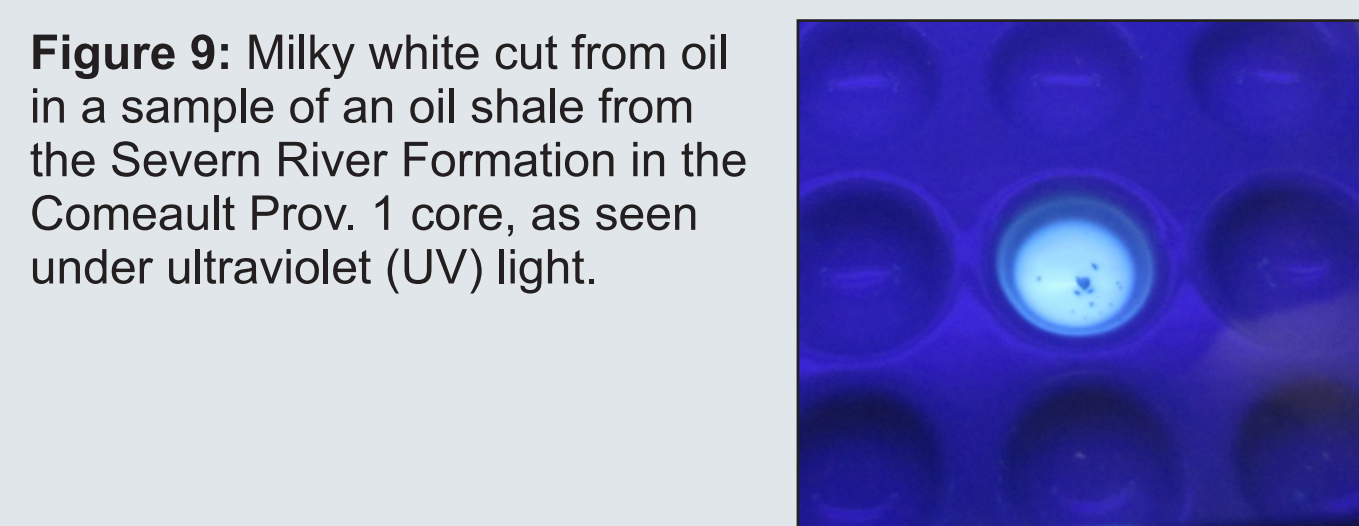 Figure 9: Milky white cut from oil
in a sample of an oil shale from
the Severn River Formation in the
Comeault Prov. 1 core, as seen
under ultraviolet (UV) light.